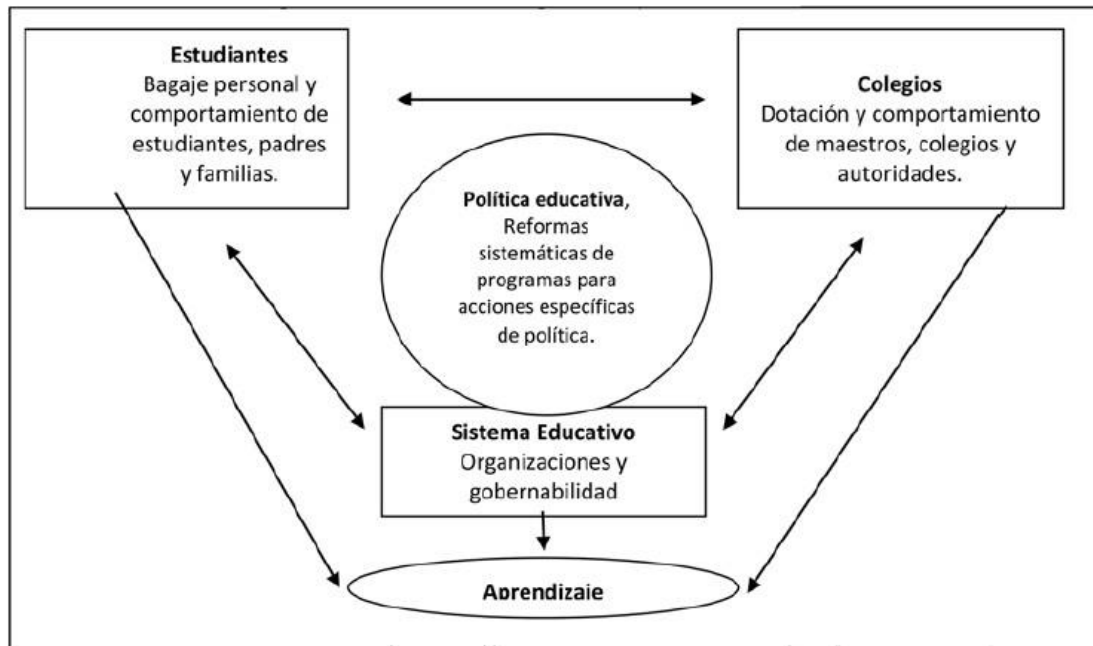 Estudiantes
Bagaje personal y
comportamiento de
estudiantes, padres
y familias.
Colegios
Dotación y comportamiento
de maestros, colegios y
autoridades.
Política educativa,
Reformas
sistemáticas de
programas para
acciones específicas
de política.
Sistema Educativo
Organizaciones y
gobernabilidad
Aprendizaje